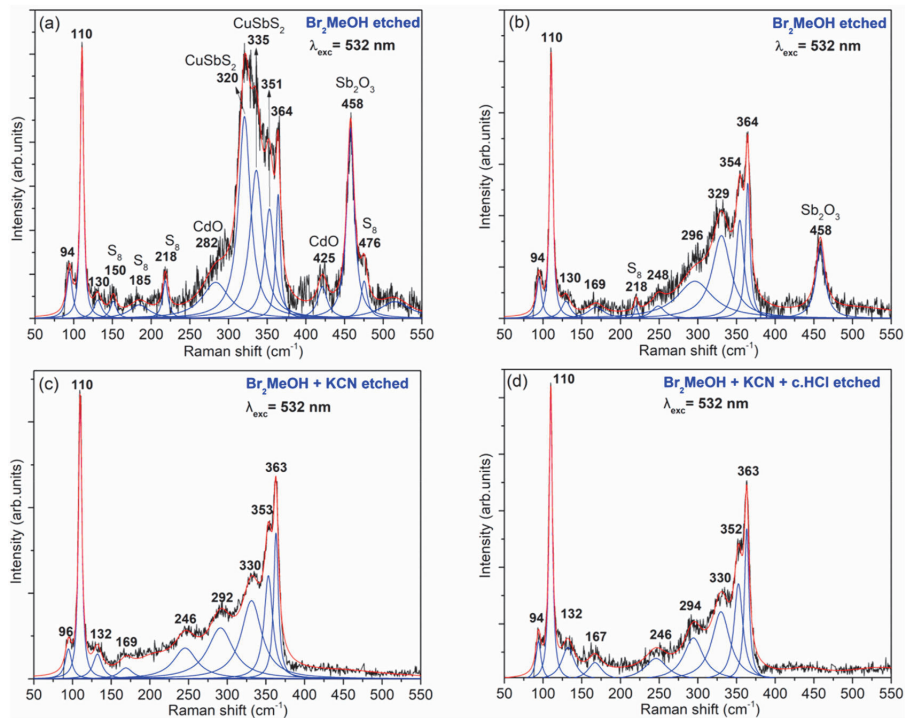 (a)
Br₂MeOH etched
λexc= 532 nm
110
CuSbS₂
335
CuSbS₂
320
351
364
Sb₂O₃
458
CdO
282
CdO
425
S₈
476
94
130
S₈
150
S₈
185
S₈
218
Intensity (arb.units)
50 100 150 200 250 300 350 400 450 500 550
Raman shift (cm⁻¹)
(b)
Br₂MeOH etched
λexc= 532 nm
110
364
354
329
296
Sb₂O₃
458
94
130
169
S₈
218
248
Intensity (arb.units)
50 100 150 200 250 300 350 400 450 500 550
Raman shift (cm⁻¹)
(c)
Br₂MeOH + KCN etched
λexc= 532 nm
110
363
353
330
292
246
96
132
169
Intensity (arb.units)
50 100 150 200 250 300 350 400 450 500 550
Raman shift (cm⁻¹)
(d)
Br₂MeOH + KCN + c.HCl etched
λexc= 532 nm
110
363
352
330
294
246
94
132
167
Intensity (arb.units)
50 100 150 200 250 300 350 400 450 500 550
Raman shift (cm⁻¹)